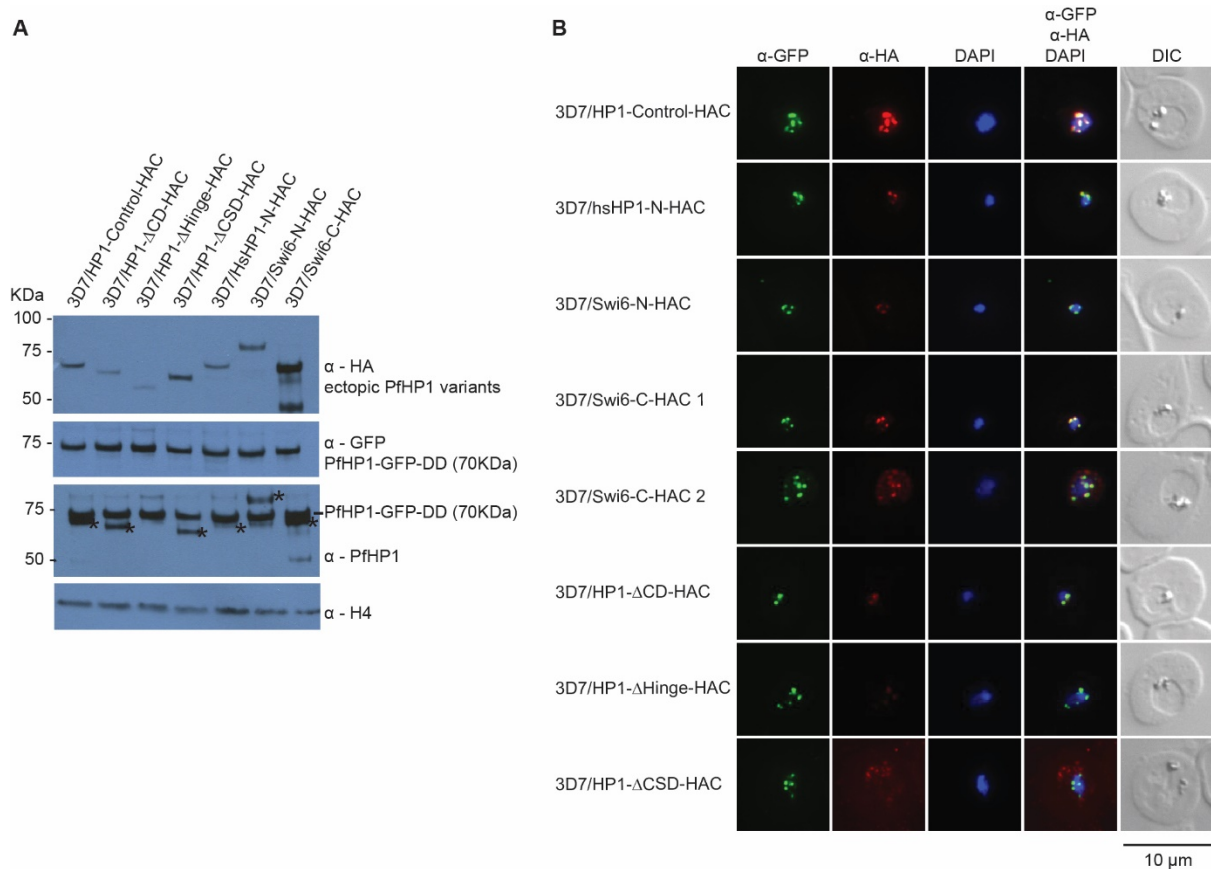 A
3D7/HP1-Control-HAC
3D7/HP1-ΔCD-HAC
3D7/HP1-ΔHinge-HAC
3D7/HP1-ΔCSD-HAC
3D7/HsHP1-N-HAC
3D7/Swi6-N-HAC
3D7/Swi6-C-HAC
KDa
100 -
75 -
50 -
α - HA
ectopic PfHP1 variants
75 -
α - GFP
PfHP1-GFP-DD (70KDa)
75 -
50 -
* * * * * *
PfHP1-GFP-DD (70KDa)
α - PfHP1
α - H4
B
α-GFP
α-HA
DAPI
α-GFP
α-HA
DAPI
DIC
3D7/HP1-Control-HAC
3D7/hsHP1-N-HAC
3D7/Swi6-N-HAC
3D7/Swi6-C-HAC 1
3D7/Swi6-C-HAC 2
3D7/HP1-ΔCD-HAC
3D7/HP1-ΔHinge-HAC
3D7/HP1-ΔCSD-HAC
10 µm